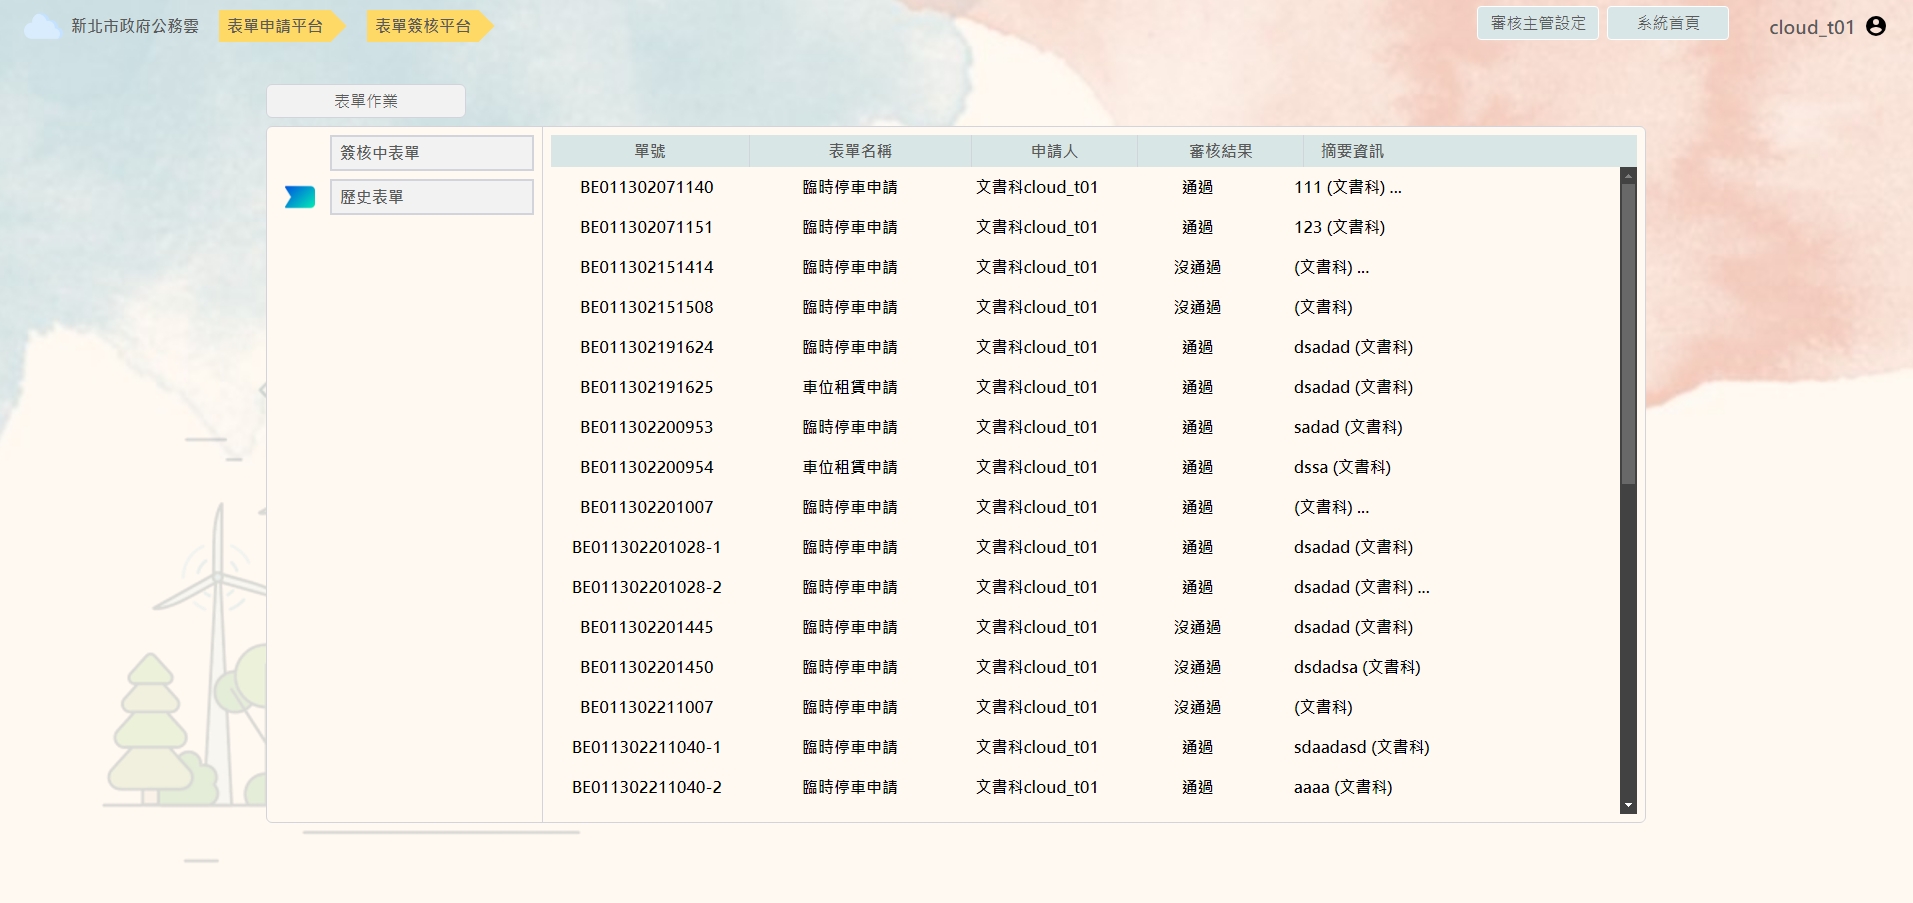 新北市政府公務雲 表單申請平台 表單簽核平台 審核主管設定 系統首頁 cloud_t01
表單作業
簽核中表單
歷史表單
單號 表單名稱 申請人 審核結果 摘要資訊
BE011302071140 臨時停車申請 文書科cloud_t01 通過 111 (文書科) ...
BE011302071151 臨時停車申請 文書科cloud_t01 通過 123 (文書科)
BE011302151414 臨時停車申請 文書科cloud_t01 沒通過 (文書科) ...
BE011302151508 臨時停車申請 文書科cloud_t01 沒通過 (文書科)
BE011302191624 臨時停車申請 文書科cloud_t01 通過 dsadad (文書科)
BE011302191625 車位租賃申請 文書科cloud_t01 通過 dsadad (文書科)
BE011302200953 臨時停車申請 文書科cloud_t01 通過 sadad (文書科)
BE011302200954 車位租賃申請 文書科cloud_t01 通過 dssa (文書科)
BE011302201007 臨時停車申請 文書科cloud_t01 通過 (文書科) ...
BE011302201028-1 臨時停車申請 文書科cloud_t01 通過 dsadad (文書科)
BE011302201028-2 臨時停車申請 文書科cloud_t01 通過 dsadad (文書科) ...
BE011302201445 臨時停車申請 文書科cloud_t01 沒通過 dsadad (文書科)
BE011302201450 臨時停車申請 文書科cloud_t01 沒通過 dsdadsa (文書科)
BE011302211007 臨時停車申請 文書科cloud_t01 沒通過 (文書科)
BE011302211040-1 臨時停車申請 文書科cloud_t01 通過 sdaadasd (文書科)
BE011302211040-2 臨時停車申請 文書科cloud_t01 通過 aaaa (文書科)